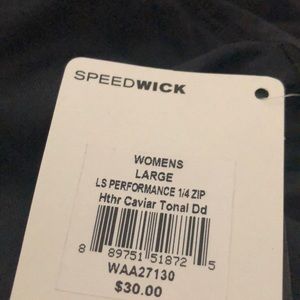 SPEEDWICK
WOMENS
LARGE
LS PERFORMANCE 1/4 ZIP
Hthr Caviar Tonal Dd
8 89751 51872 5
WAA27130
$30.00